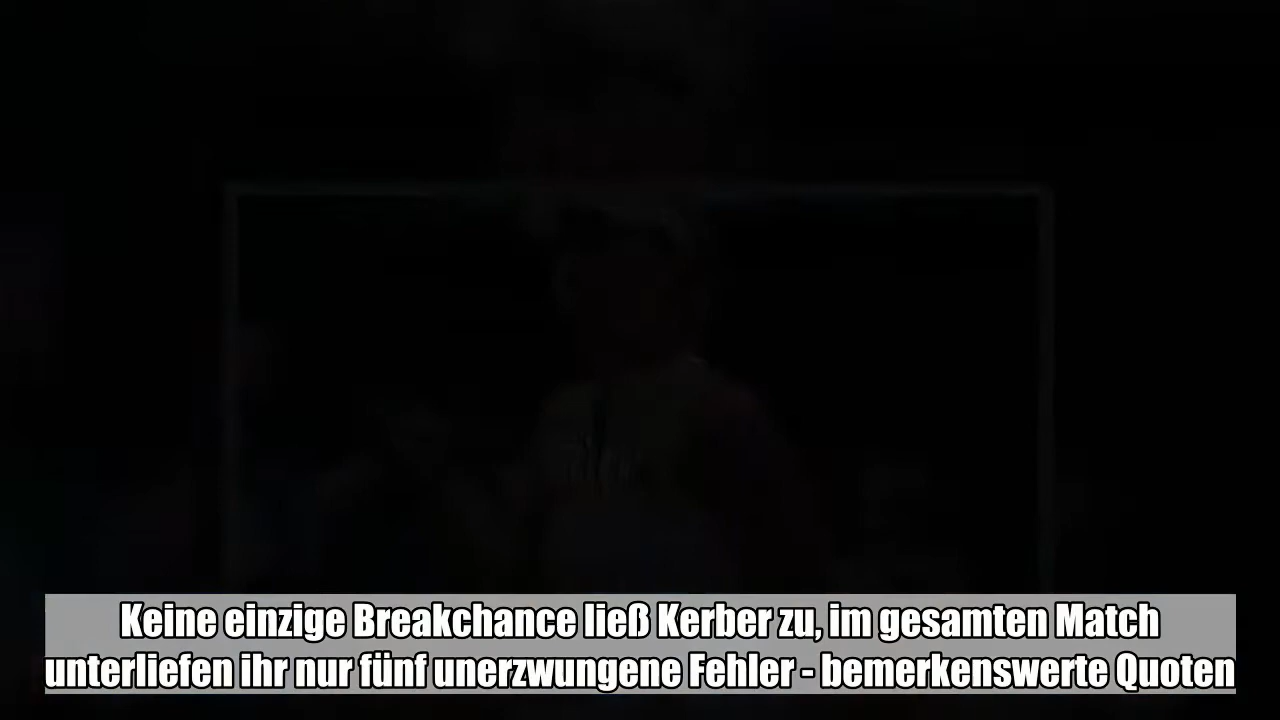 Keine einzige Breakchance ließ Kerber zu, im gesamten Match
unterliefen ihr nur fünf unerzwungene Fehler - bemerkenswerte Quoten